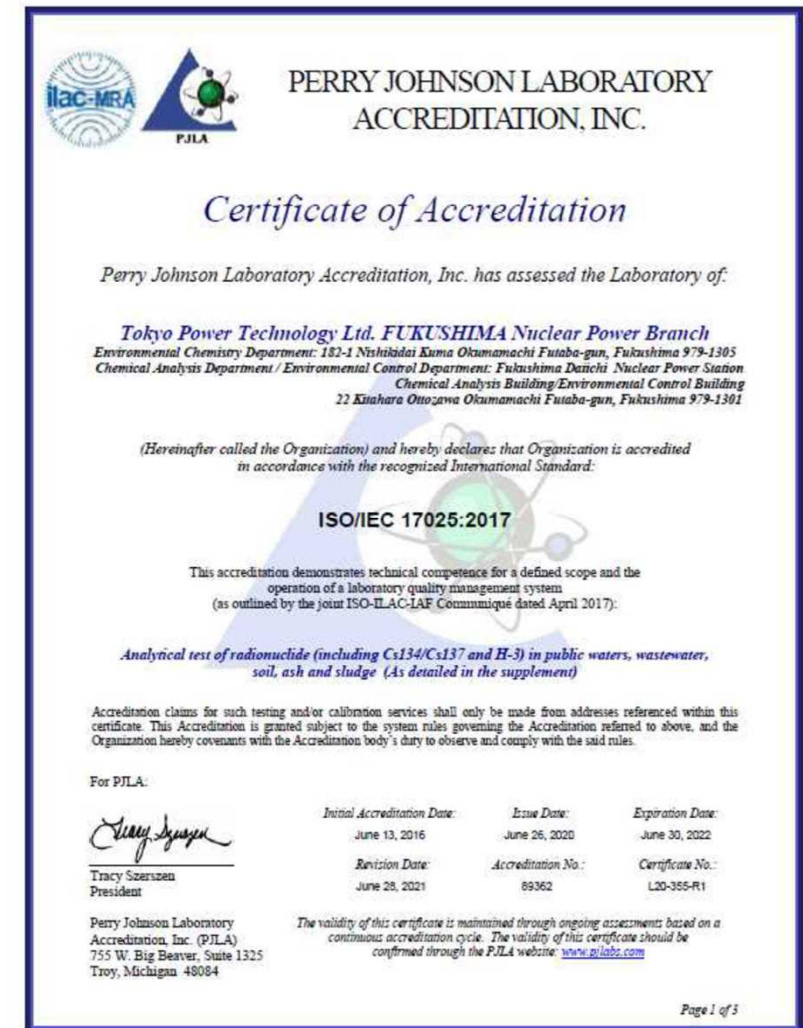 ilac-MRA
PJLA
PERRY JOHNSON LABORATORY
ACCREDITATION, INC.
Certificate of Accreditation
Perry Johnson Laboratory Accreditation, Inc. has assessed the Laboratory of:
Tokyo Power Technology Ltd. FUKUSHIMA Nuclear Power Branch
Environmental Chemistry Department: 182-1 Nishikidai Kuma Okumamachi Futaba-gun, Fukushima 979-1305
Chemical Analysis Department / Environmental Control Department: Fukushima Daiichi Nuclear Power Station
Chemical Analysis Building/Environmental Control Building
22 Kitahara Ottozawa Okumamachi Futaba-gun, Fukushima 979-1301
(Hereinafter called the Organization) and hereby declares that Organization is accredited
in accordance with the recognized International Standard:
ISO/IEC 17025:2017
This accreditation demonstrates technical competence for a defined scope and the
operation of a laboratory quality management system
(as outlined by the joint ISO-ILAC-IAF Communiqué dated April 2017):
Analytical test of radionuclide (including Cs134/Cs137 and H-3) in public waters, wastewater,
soil, ash and sludge (As detailed in the supplement)
Accreditation claims for such testing and/or calibration services shall only be made from addresses referenced within this
certificate. This Accreditation is granted subject to the system rules governing the Accreditation referred to above, and the
Organization hereby covenants with the Accreditation body's duty to observe and comply with the said rules.
For PJLA:
Tracy Szerszen
Tracy Szerszen
President
Initial Accreditation Date: Issue Date: Expiration Date:
June 13, 2016 June 26, 2020 June 30, 2022
Revision Date: Accreditation No.: Certificate No.:
June 28, 2021 89362 L20-355-R1
Perry Johnson Laboratory
Accreditation, Inc. (PJLA)
755 W. Big Beaver, Suite 1325
Troy, Michigan 48084
The validity of this certificate is maintained through ongoing assessments based on a
continuous accreditation cycle. The validity of this certificate should be
confirmed through the PJLA website: www.pjlabs.com
Page 1 of 3